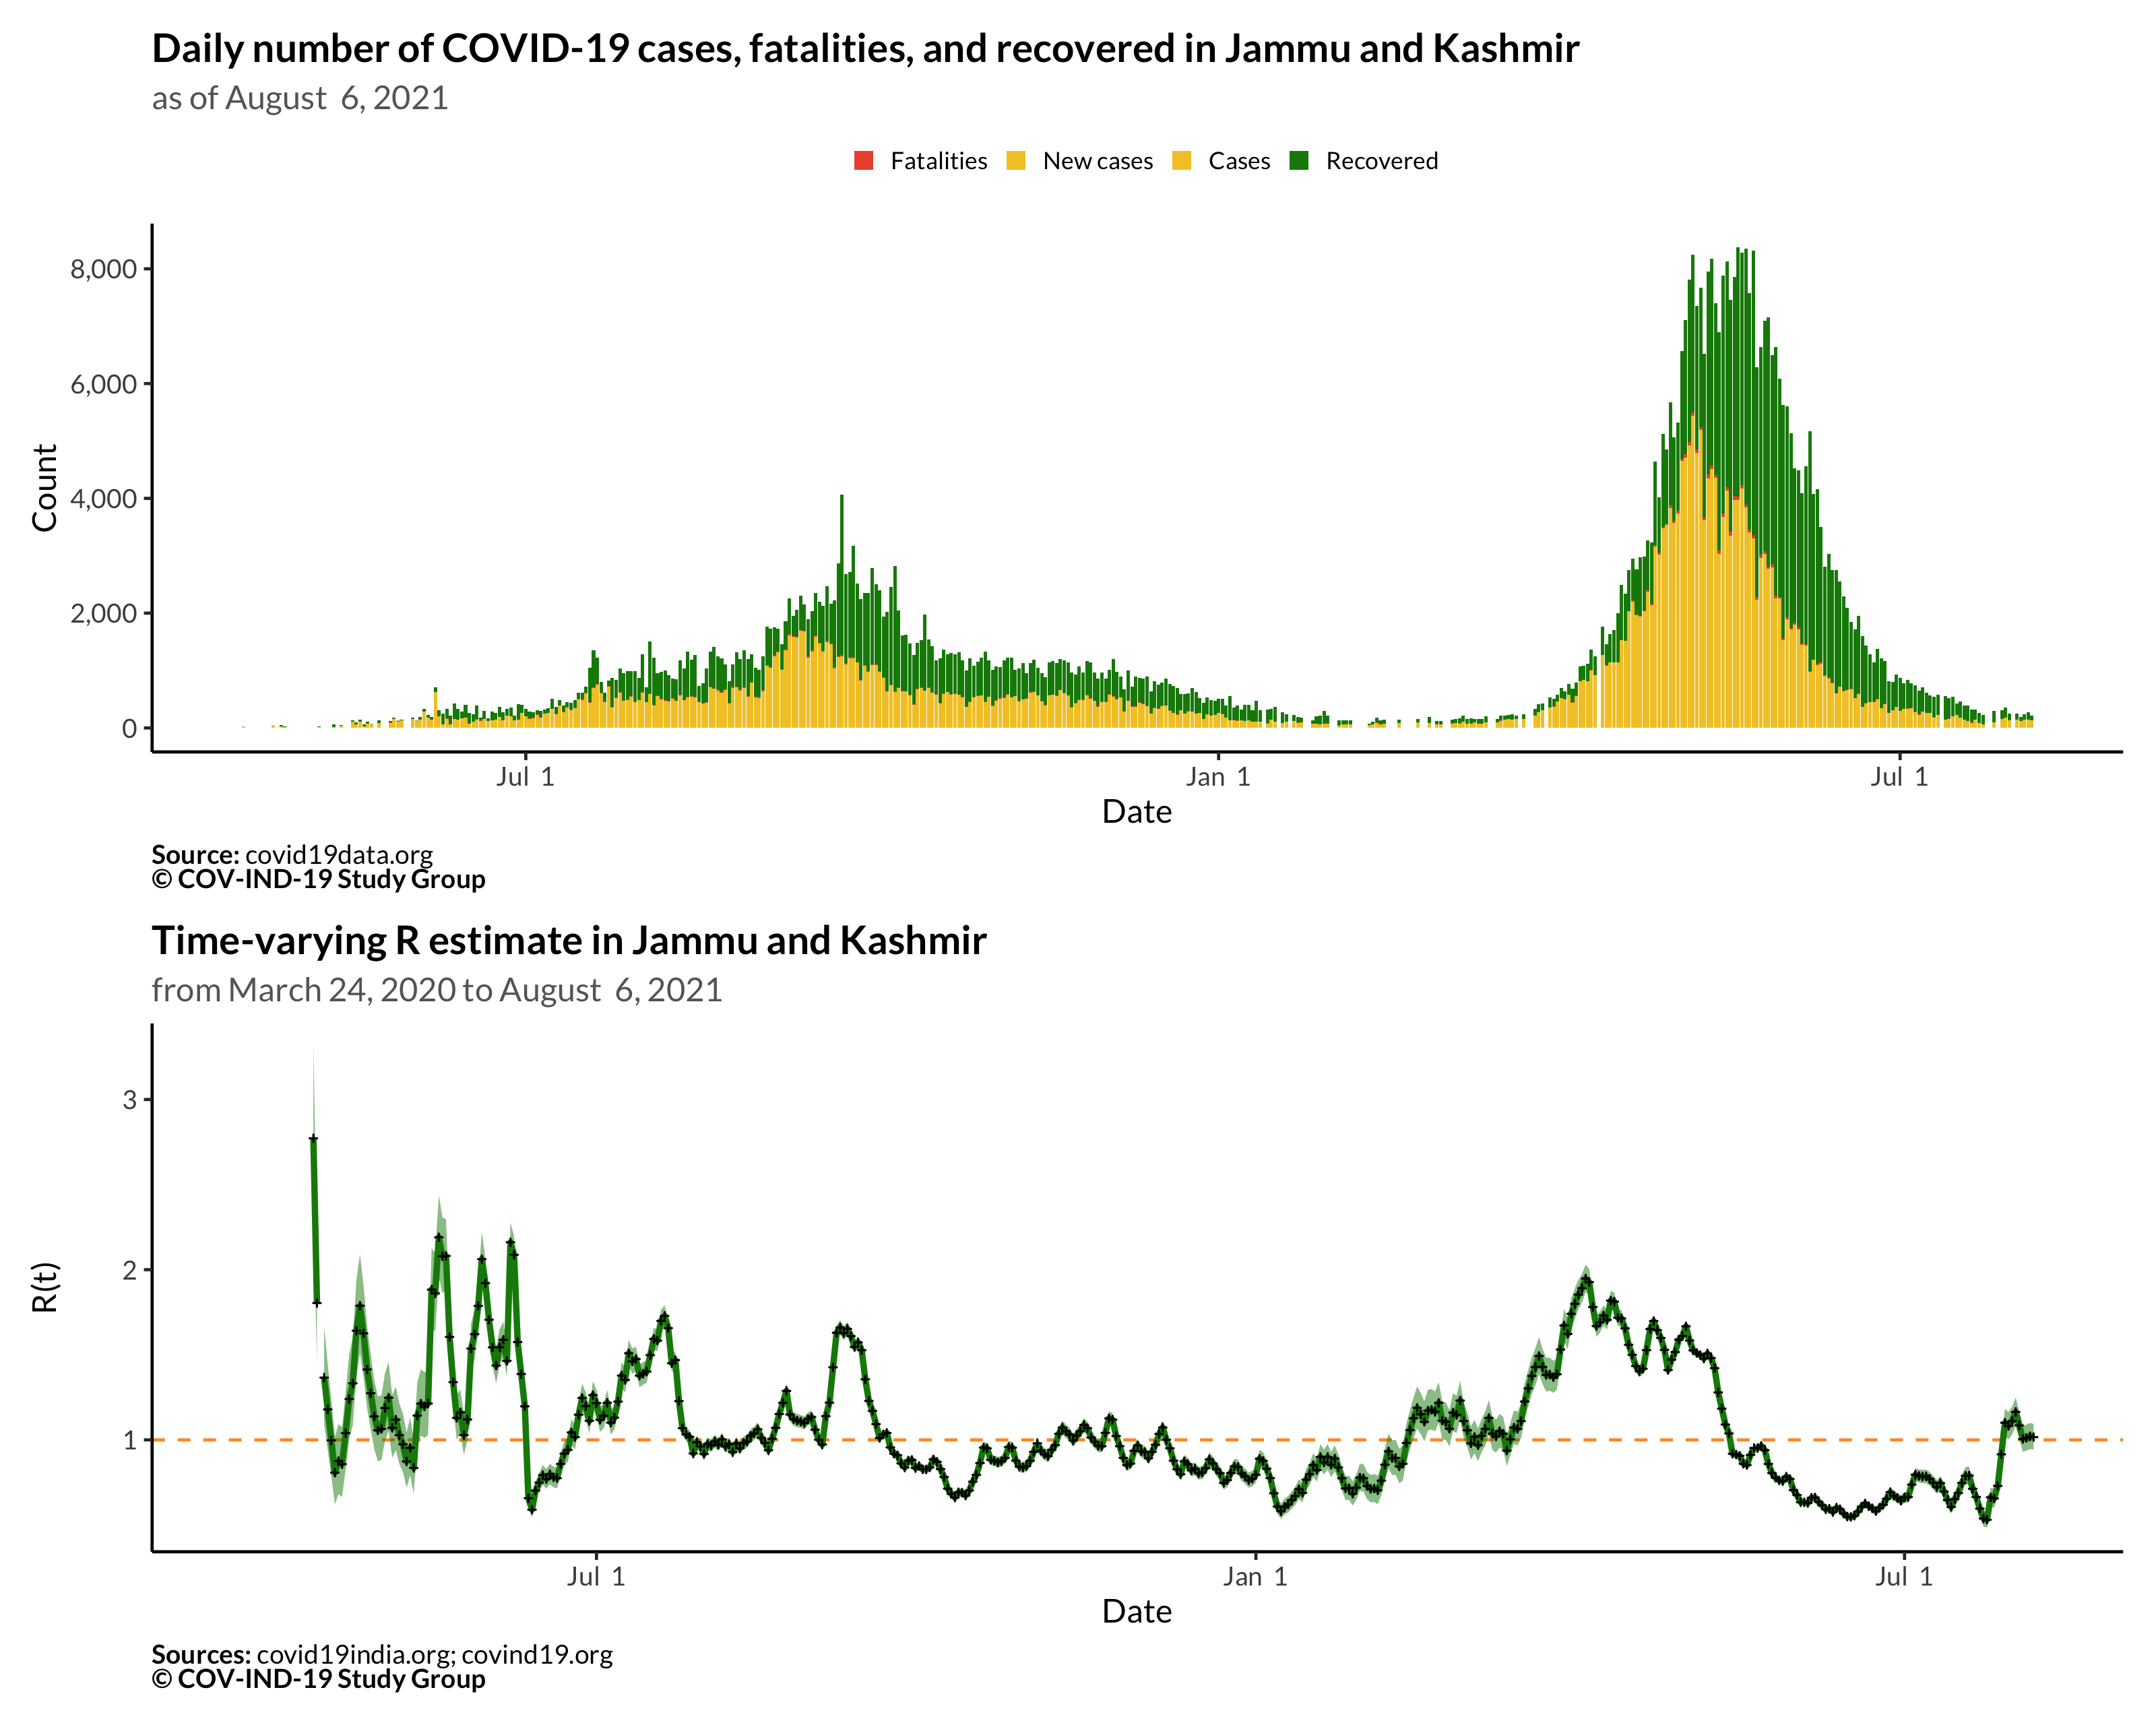 Daily number of COVID-19 cases, fatalities, and recovered in Jammu and Kashmir
as of August  6, 2021
Fatalities New cases Cases Recovered
Count
8,000
6,000
4,000
2,000
0
Jul  1 Jan  1 Jul  1
Date
Source: covid19data.org
© COV-IND-19 Study Group
Time-varying R estimate in Jammu and Kashmir
from March 24, 2020 to August  6, 2021
R(t)
3
2
1
Jul  1 Jan  1 Jul  1
Date
Sources: covid19india.org; covind19.org
© COV-IND-19 Study Group